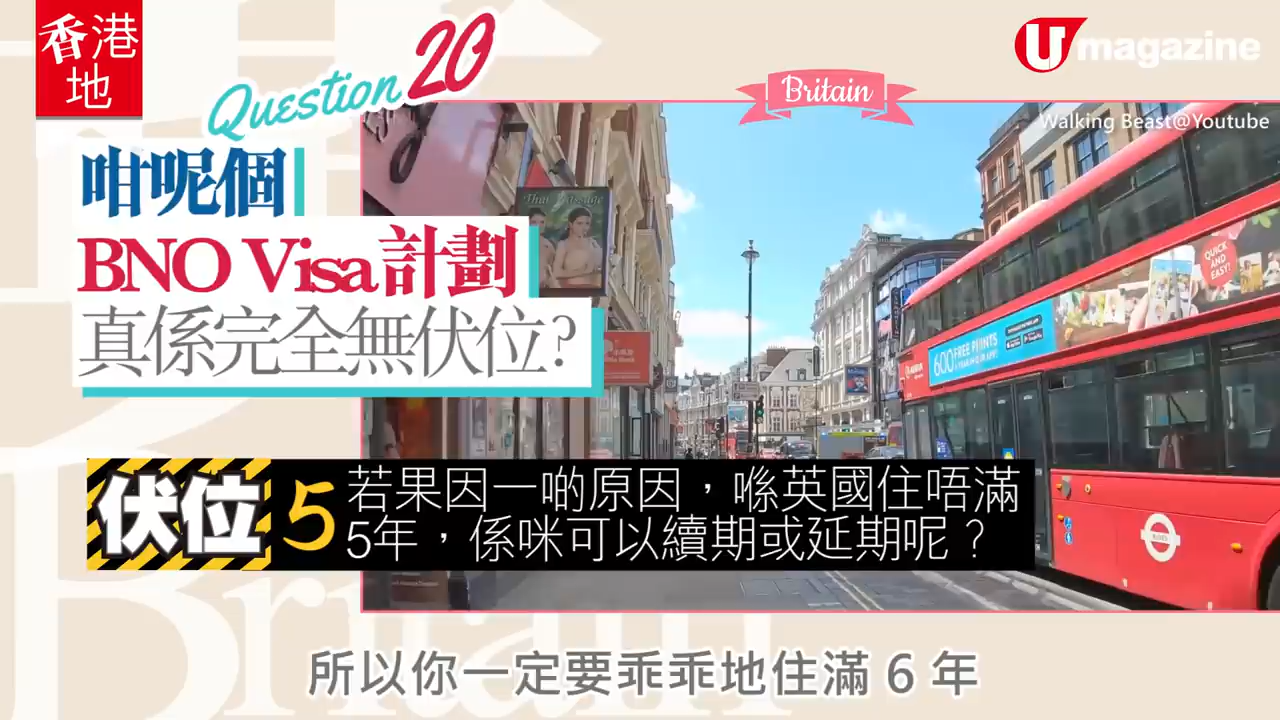 香港
地
U magazine
Question 20
Britain
Walking Beast@Youtube
咁呢個
BNO Visa計劃
真係完全無伏位?
Thai Massage
QUICK
AND
EASY!
600 FREE POINTS
伏位 5 若果因一啲原因，喺英國住唔滿
5年，係咪可以續期或延期呢？
Britain
所以你一定要乖乖地住滿 6 年